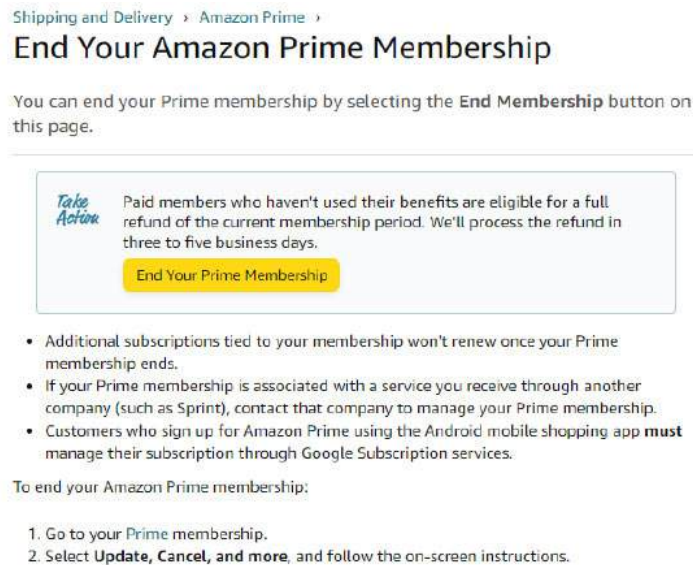 Shipping and Delivery › Amazon Prime ›
End Your Amazon Prime Membership
You can end your Prime membership by selecting the End Membership button on
this page.
Take
Action
Paid members who haven't used their benefits are eligible for a full
refund of the current membership period. We'll process the refund in
three to five business days.
End Your Prime Membership
• Additional subscriptions tied to your membership won't renew once your Prime
membership ends.
• If your Prime membership is associated with a service you receive through another
company (such as Sprint), contact that company to manage your Prime membership.
• Customers who sign up for Amazon Prime using the Android mobile shopping app must
manage their subscription through Google Subscription services.
To end your Amazon Prime membership:
1. Go to your Prime membership.
2. Select Update, Cancel, and more, and follow the on-screen instructions.